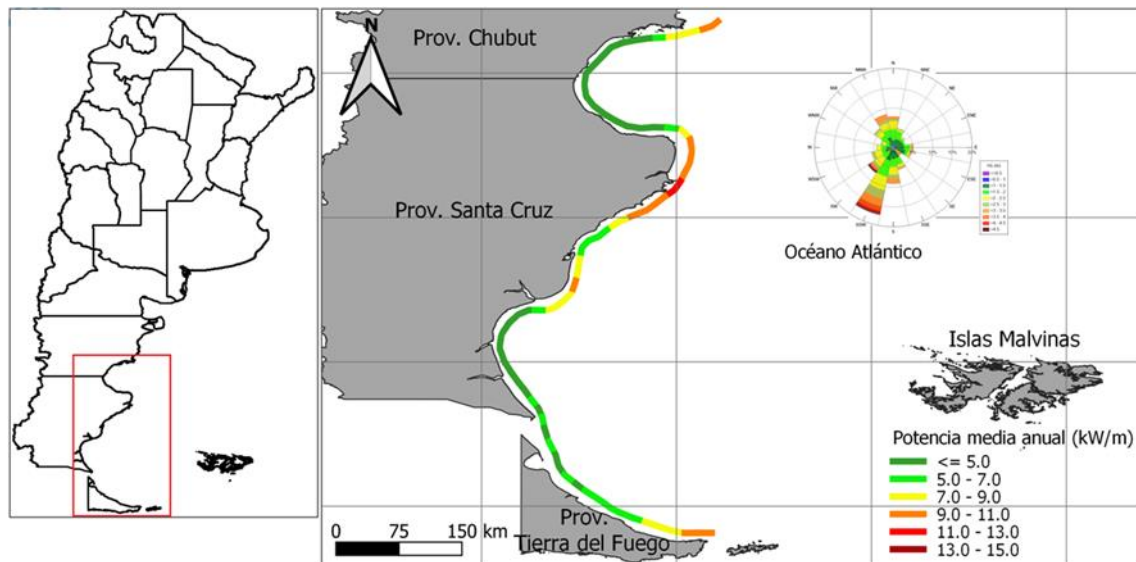 N
Prov. Chubut
Prov. Santa Cruz
Océano Atlántico
Islas Malvinas
Potencia media anual (kW/m)
<= 5.0
5.0 - 7.0
7.0 - 9.0
9.0 - 11.0
11.0 - 13.0
13.0 - 15.0
0 75 150 km
Prov.
Tierra del Fuego